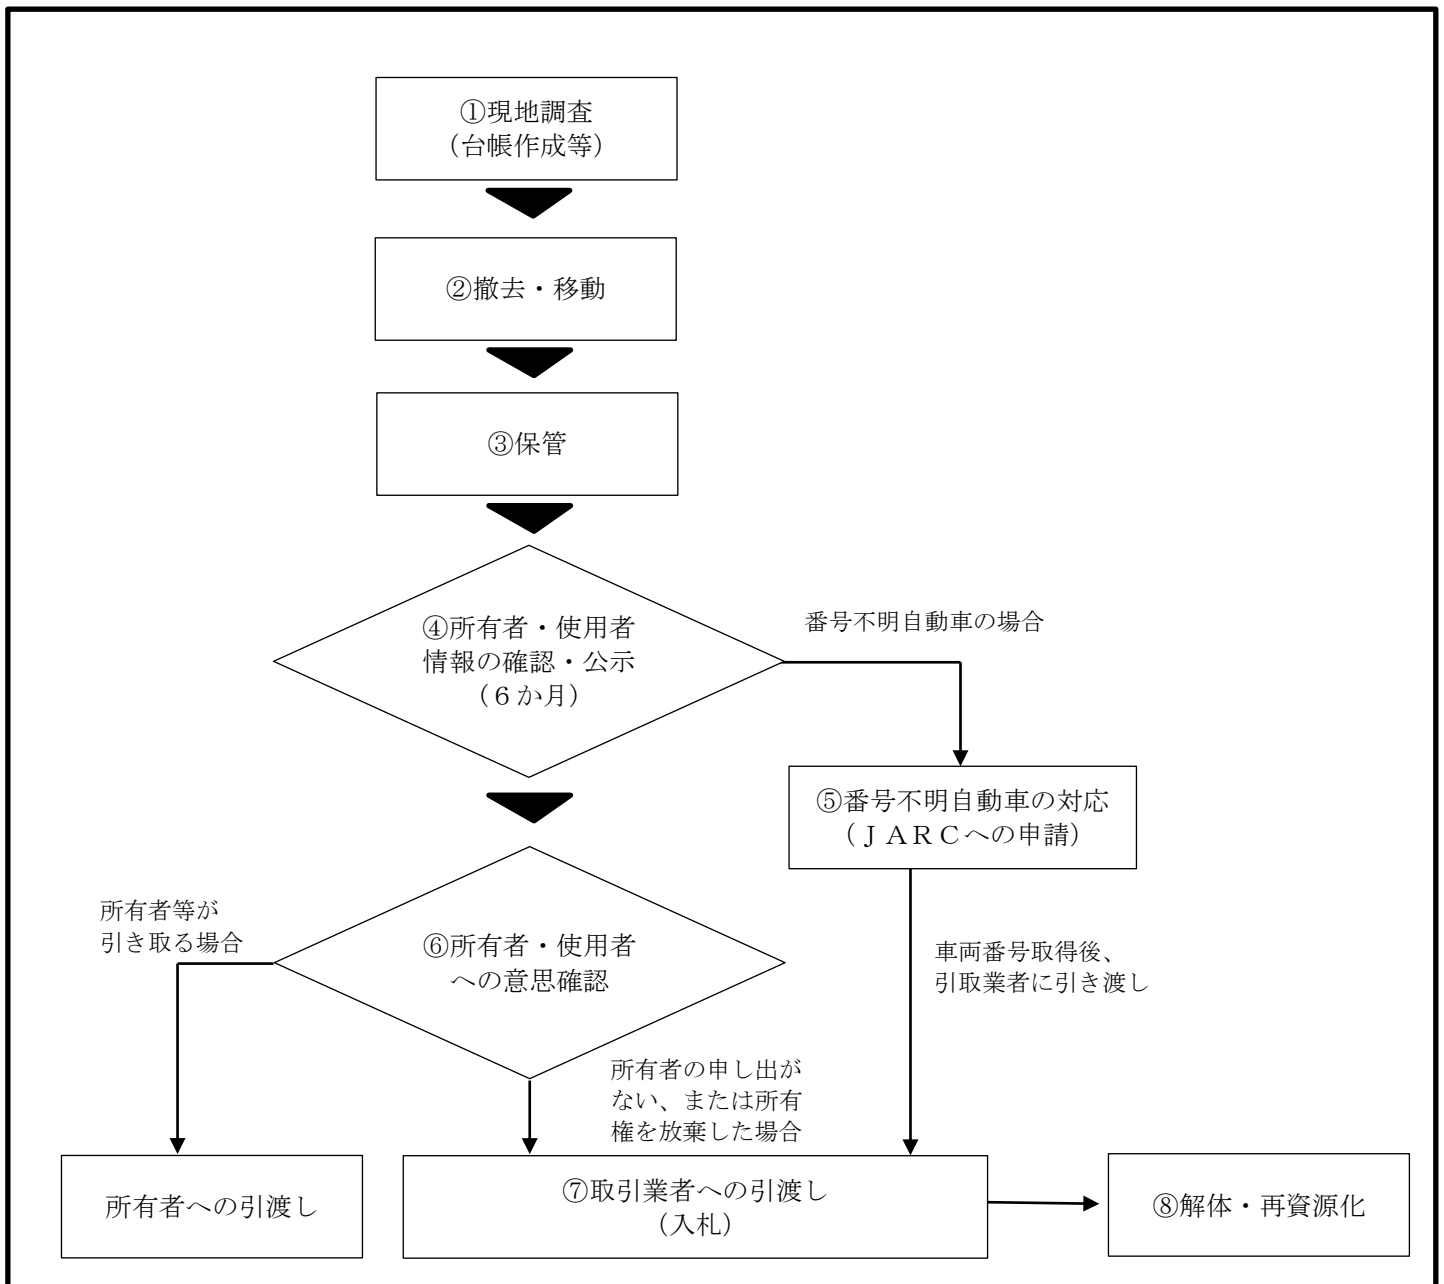 ①現地調査
（台帳作成等）
②撤去・移動
③保管
④所有者・使用者
情報の確認・公示
（６か月）
番号不明自動車の場合
⑤番号不明自動車の対応
（ＪＡＲＣへの申請）
所有者等が
引き取る場合
⑥所有者・使用者
への意思確認
車両番号取得後、
引取業者に引き渡し
所有者の申し出が
ない、または所有
権を放棄した場合
所有者への引渡し
⑦取引業者への引渡し
（入札）
⑧解体・再資源化